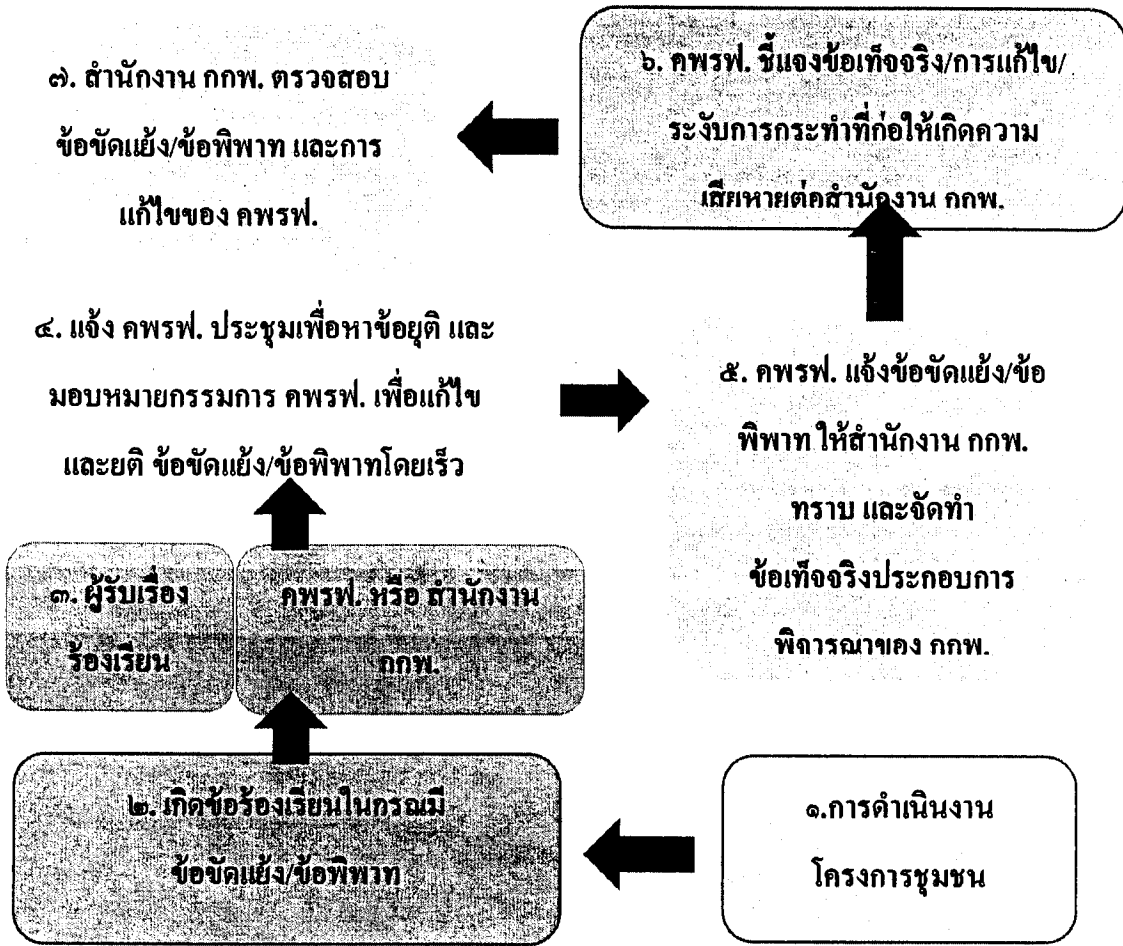 ๗. สำนักงาน กกพ. ตรวจสอบ
ข้อขัดแย้ง/ข้อพิพาท และการ
แก้ไขของ คพรฟ.
๖. คพรฟ. ชี้แจงข้อเท็จจริง/การแก้ไข/
ระงับการกระทำที่ก่อให้เกิดความ
เสียหายต่อสำนักงาน กกพ.
๔. แจ้ง คพรฟ. ประชุมเพื่อหาข้อยุติ และ
มอบหมายกรรมการ คพรฟ. เพื่อแก้ไข
และยติ ข้อขัดแย้ง/ข้อพิพาทโดยเร็ว
๕. คพรฟ. แจ้งข้อขัดแย้ง/ข้อ
พิพาท ให้สำนักงาน กกพ.
ทราบ และจัดทำ
ข้อเท็จจริงประกอบการ
พิจารณาของ กกพ.
๓. ผู้รับเรื่อง
ร้องเรียน
คพรฟ. หรือ สำนักงาน
กกพ.
๒. เกิดข้อร้องเรียนในกรณีมี
ข้อขัดแย้ง/ข้อพิพาท
๑.การดำเนินงาน
โครงการชุมชน